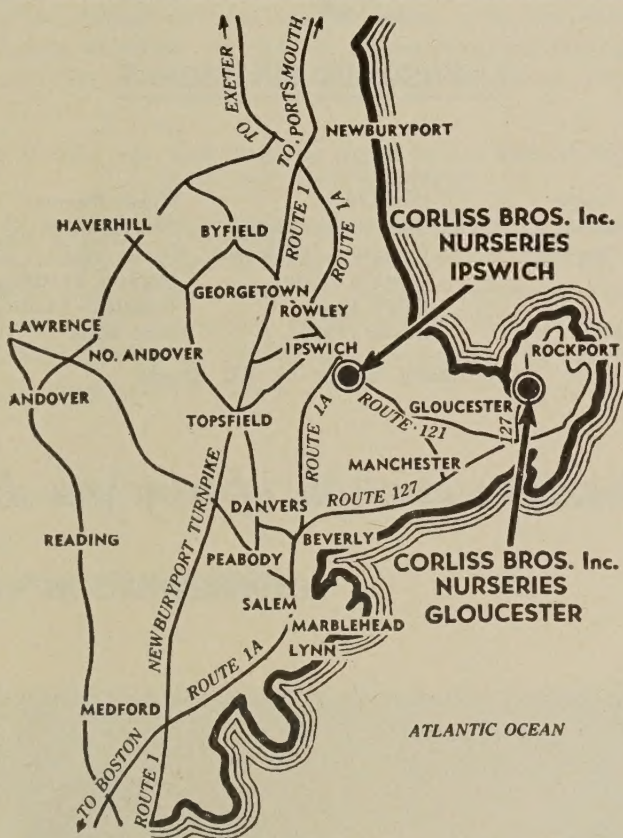 TO EXETER
TO PORTSMOUTH.
NEWBURYPORT
ROUTE 1
ROUTE 1A
HAVERHILL
BYFIELD
CORLISS BROS. Inc.
NURSERIES
IPSWICH
GEORGETOWN
ROWLEY
LAWRENCE
NO. ANDOVER
IPSWICH
ROCKPORT
ANDOVER
TOPSFIELD
ROUTE 1A
ROUTE · 121
GLOUCESTER
127
MANCHESTER
NEWBURYPORT TURNPIKE
DANVERS
ROUTE 127
READING
PEABODY
BEVERLY
CORLISS BROS. Inc.
NURSERIES
GLOUCESTER
SALEM
MARBLEHEAD
LYNN
ROUTE 1A
MEDFORD
ATLANTIC OCEAN
TO BOSTON
ROUTE 1